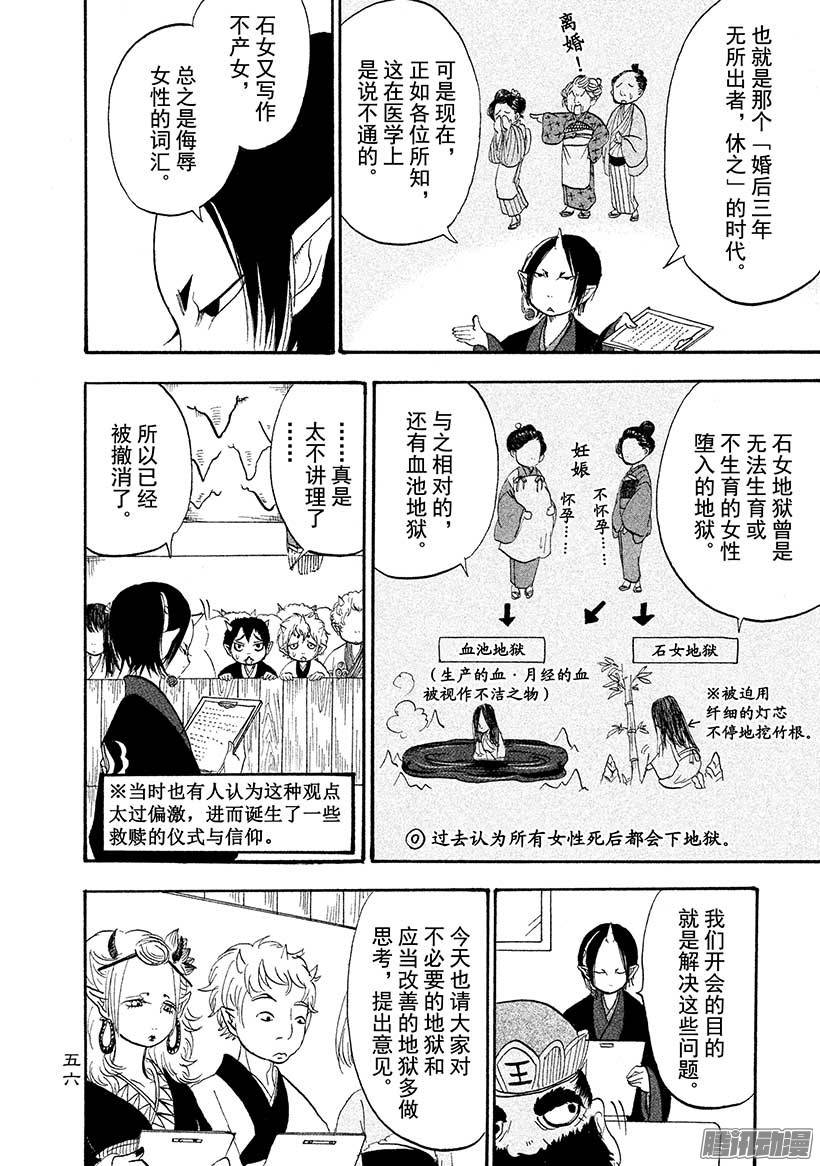 也就是那个「婚后三年
无所出者，休之」的时代。
离婚！
可是现在，
正如各位所知，
这在医学上
是说不通的。
石女又写作
不产女，
总之是侮辱
女性的词汇。
石女地狱曾是
无法生育或
不生育的女性
堕入的地狱。
妊娠
不怀孕……
怀孕……
与之相对的，
还有血池地狱。
石女地狱
※被迫用
纤细的灯芯
不停地挖竹根。
血池地狱
（生产的血·月经的血
被视作不洁之物）
◎过去认为所有女性死后都会下地狱。
……真是
太不讲理了
……
所以已经
被撤消了。
※当时也有人认为这种观点
太过偏激，进而诞生了一些
救赎的仪式与信仰。
我们开会的目的
就是解决这些问题。
王
今天也请大家对
不必要的地狱和
应当改善的地狱多做
思考，提出意见。
五六
腾讯动漫